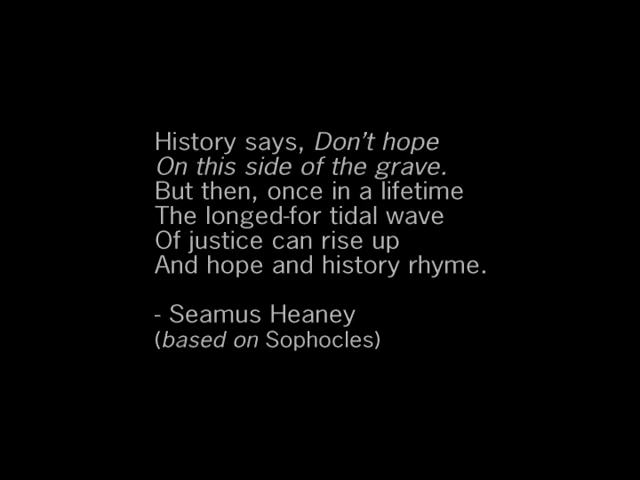 History says, Don't hope
On this side of the grave.
But then, once in a lifetime
The longed-for tidal wave
Of justice can rise up
And hope and history rhyme.
- Seamus Heaney
(based on Sophocles)